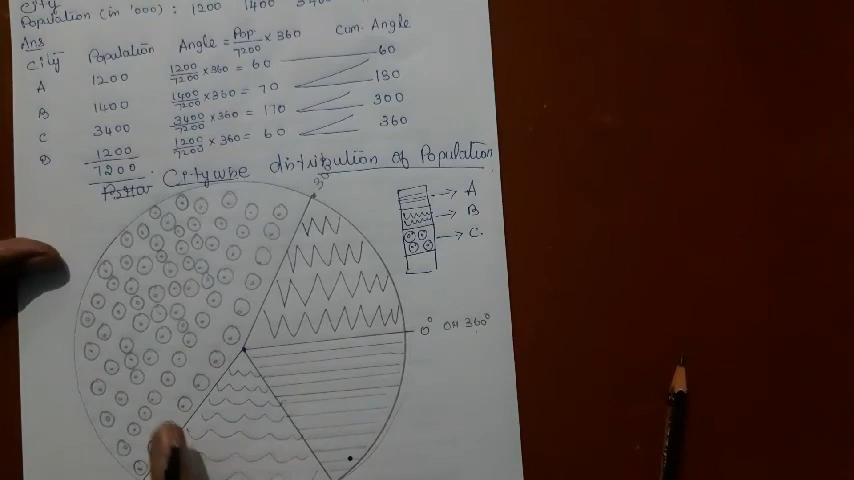 City
Population (in '000) : 1200 1400 340
Ans
City Population Angle = Pop/7200 x 360 Cum. Angle
A 1200 1200/7200 x 360 = 60 60
B 1400 1400/7200 x 360 = 70 130
C 3400 3400/7200 x 360 = 170 300
D 1200 1200/7200 x 360 = 60 360
7200
Citywise distribution of Population
A
B
C.
0° OR 360°